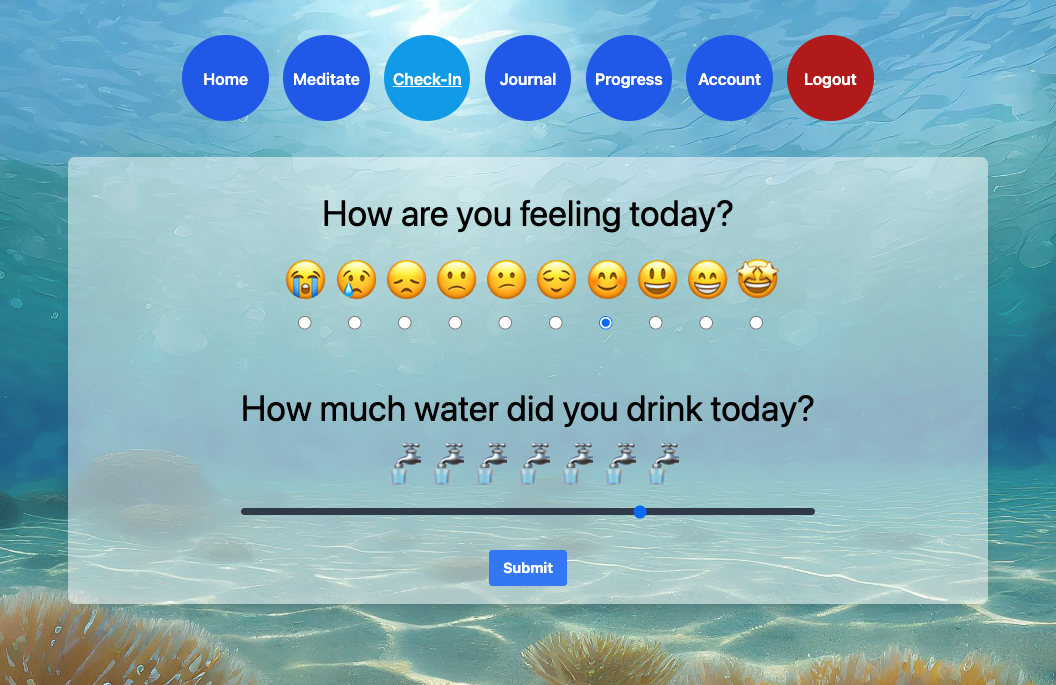 Home
Meditate
Check-In
Journal
Progress
Account
Logout
How are you feeling today?
How much water did you drink today?
Submit